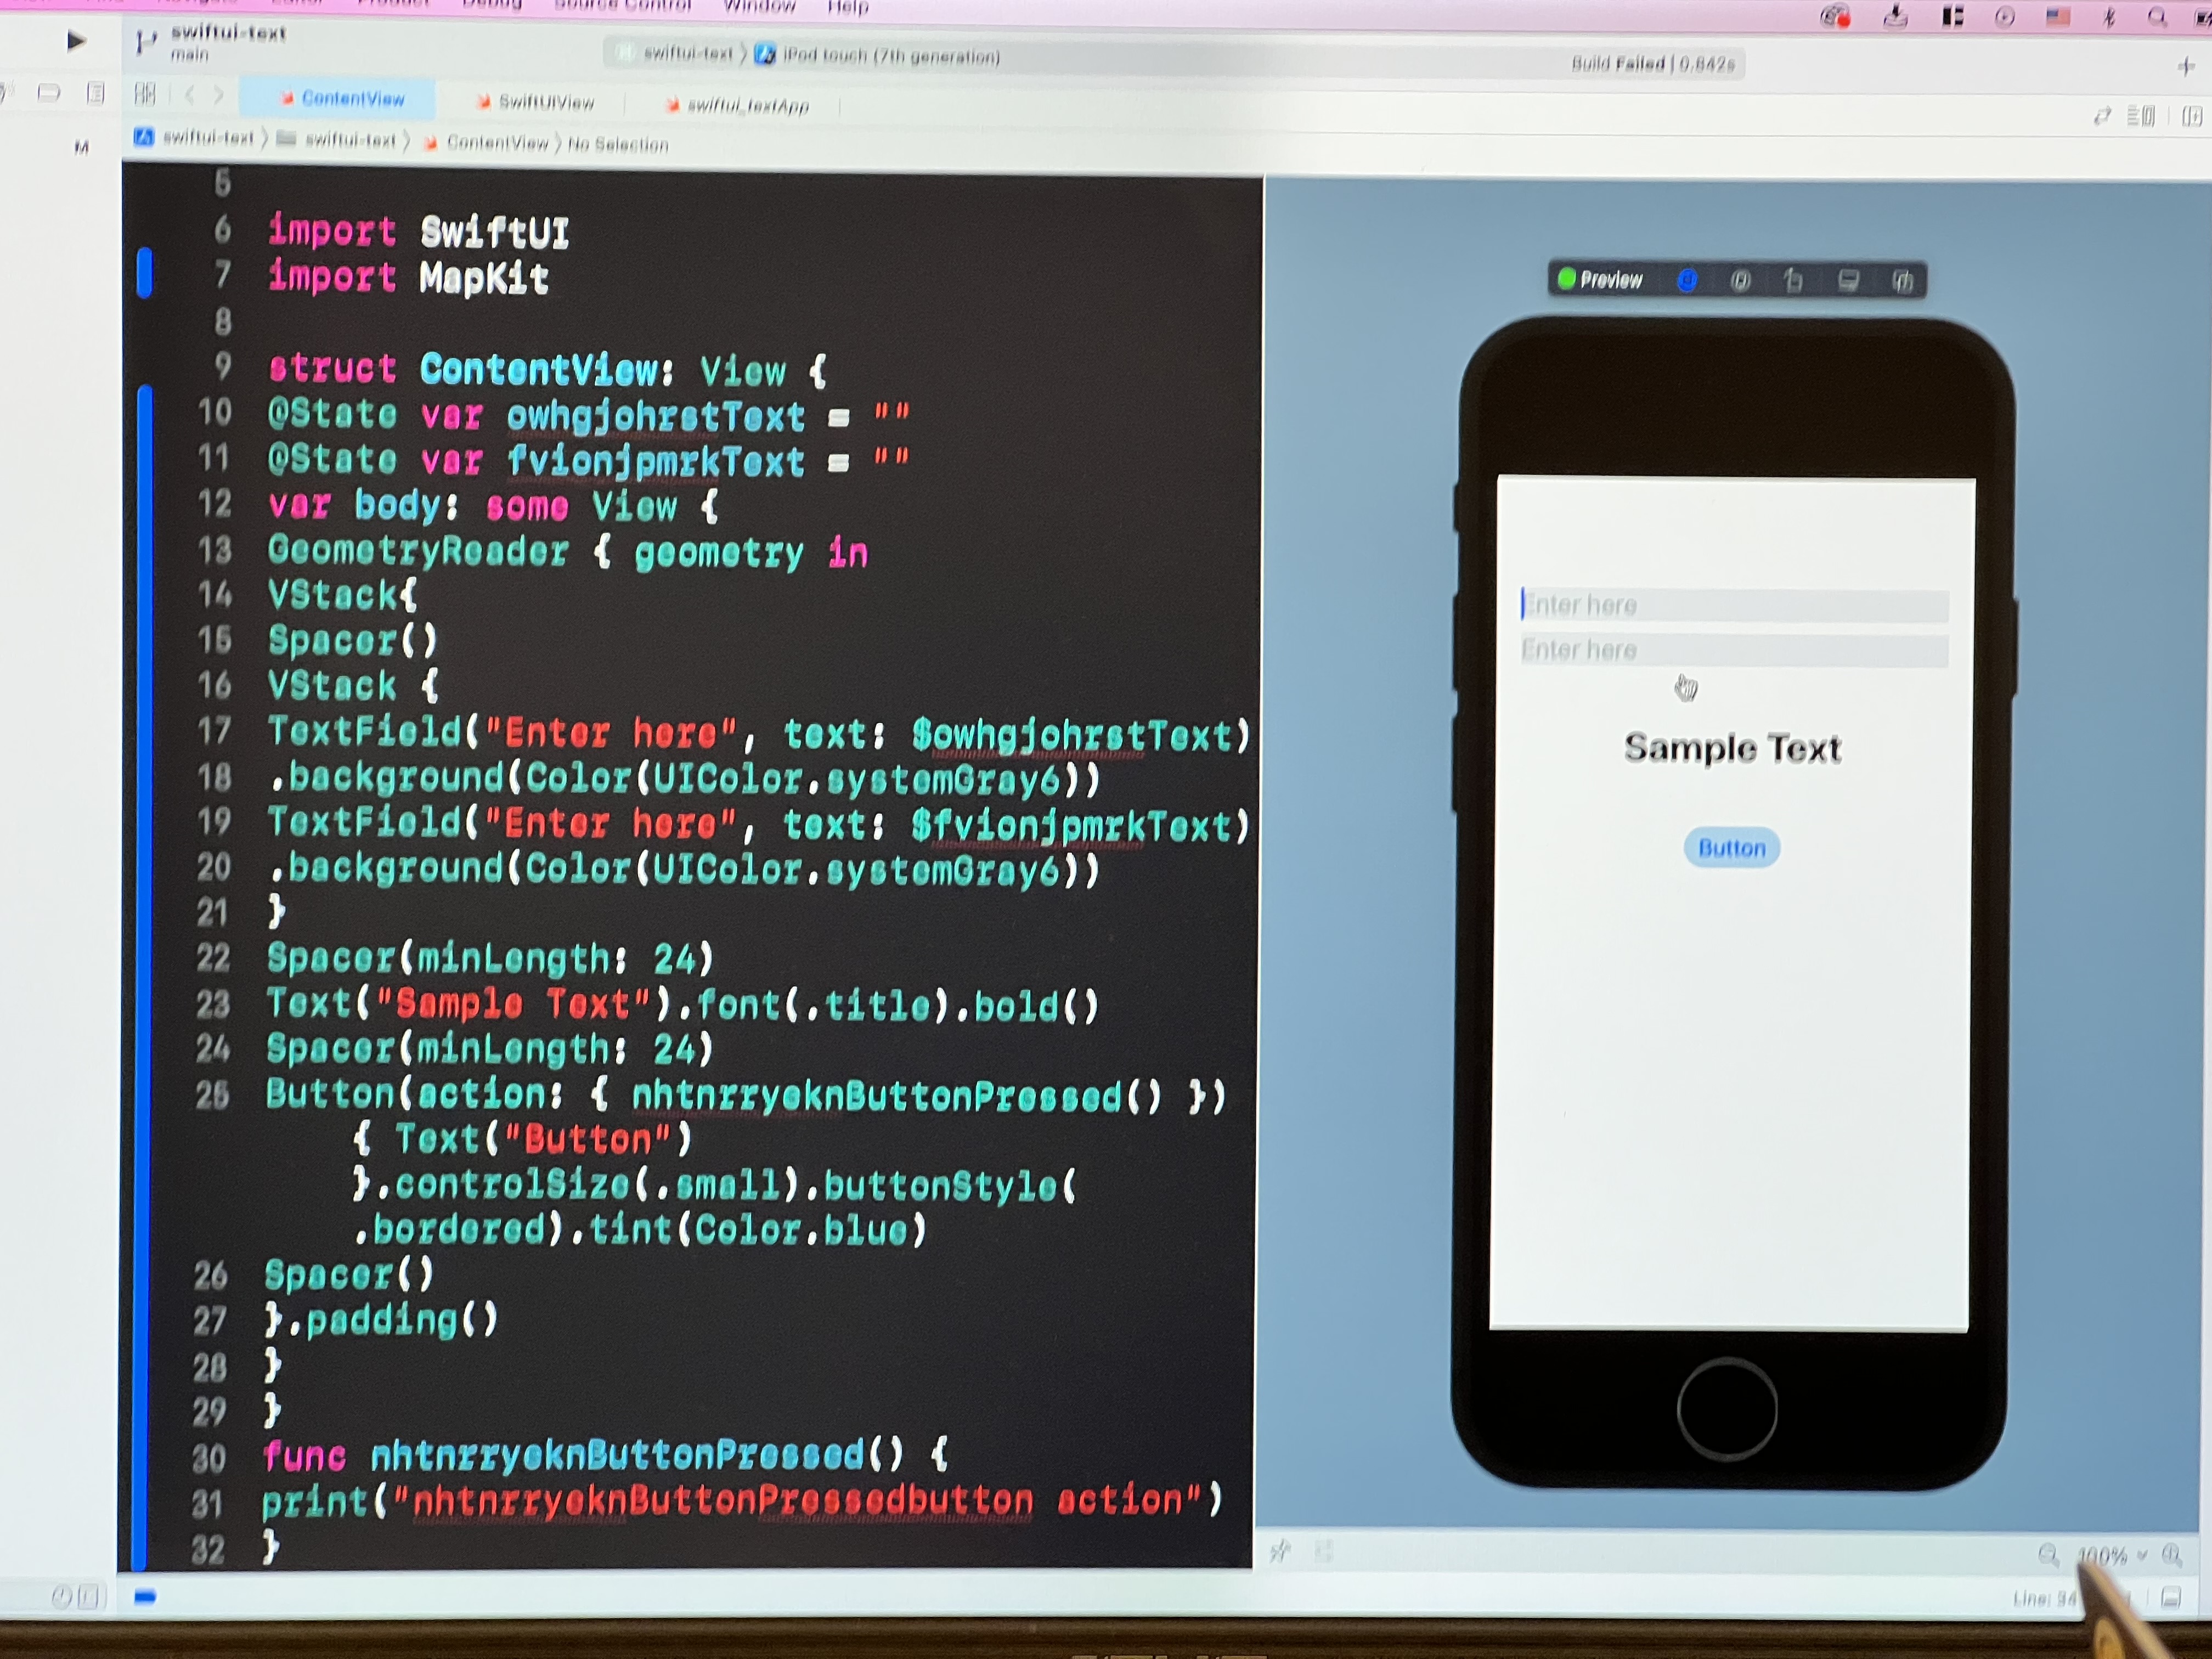 Debug Source Control Window Help
swiftui-text
main
swiftui-text iPod touch (7th generation)
Build Failed | 0.842s
ContentView SwiftUIView swiftui_textApp
swiftui-text swiftui-text ContentView No Selection
M
5
6 import SwiftUI
7 import MapKit
8
9 struct ContentView: View {
10 @State var owhgjohrstText = ""
11 @State var fvionjpmrkText = ""
12 var body: some View {
13 GeometryReader { geometry in
14 VStack{
15 Spacer()
16 VStack {
17 TextField("Enter here", text: $owhgjohrstText)
18 .background(Color(UIColor.systemGray6))
19 TextField("Enter here", text: $fvionjpmrkText)
20 .background(Color(UIColor.systemGray6))
21 }
22 Spacer(minLength: 24)
23 Text("Sample Text").font(.title).bold()
24 Spacer(minLength: 24)
25 Button(action: { nhtnrryeknButtonPressed() })
{ Text("Button")
}.controlSize(.small).buttonStyle(
.bordered).tint(Color.blue)
26 Spacer()
27 }.padding()
28 }
29 }
30 func nhtnrryeknButtonPressed() {
31 print("nhtnrryeknButtonPressedbutton action")
32 }
Preview
Enter here
Enter here
Sample Text
Button
100%
Line: